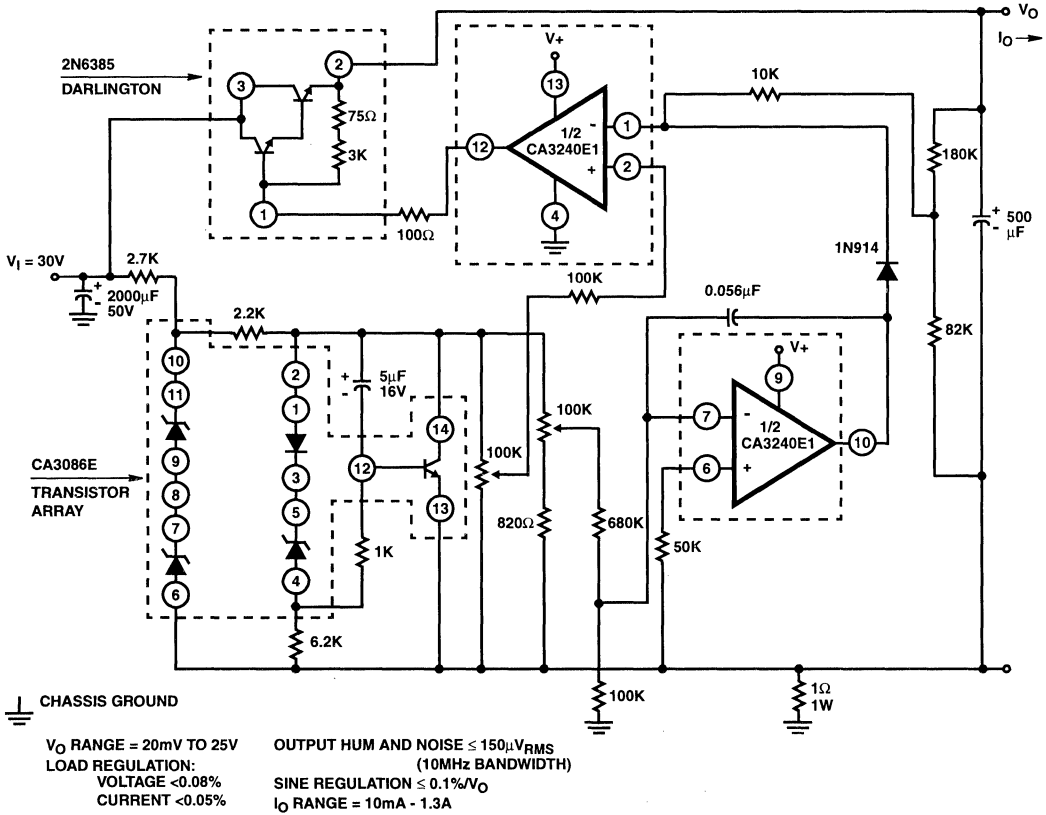 V_O
I_O
2N6385
DARLINGTON
3
2
75Ω
3K
1
100Ω
V+
13
1/2
CA3240E1
-
+
1
2
12
4
10K
180K
+
-
500
μF
V_I = 30V
2.7K
+
-
2000μF
50V
100K
1N914
0.056μF
82K
2.2K
10
11
9
8
7
6
2
1
3
5
4
+
-
5μF
16V
14
12
13
100K
100K
V+
9
7
6
-
+
1/2
CA3240E1
10
CA3086E
TRANSISTOR
ARRAY
1K
820Ω
680K
50K
6.2K
100K
1Ω
1W
CHASSIS GROUND
V_O RANGE = 20mV TO 25V
LOAD REGULATION:
VOLTAGE <0.08%
CURRENT <0.05%
OUTPUT HUM AND NOISE ≤ 150μV_RMS
(10MHz BANDWIDTH)
SINE REGULATION ≤ 0.1%/V_O
I_O RANGE = 10mA - 1.3A